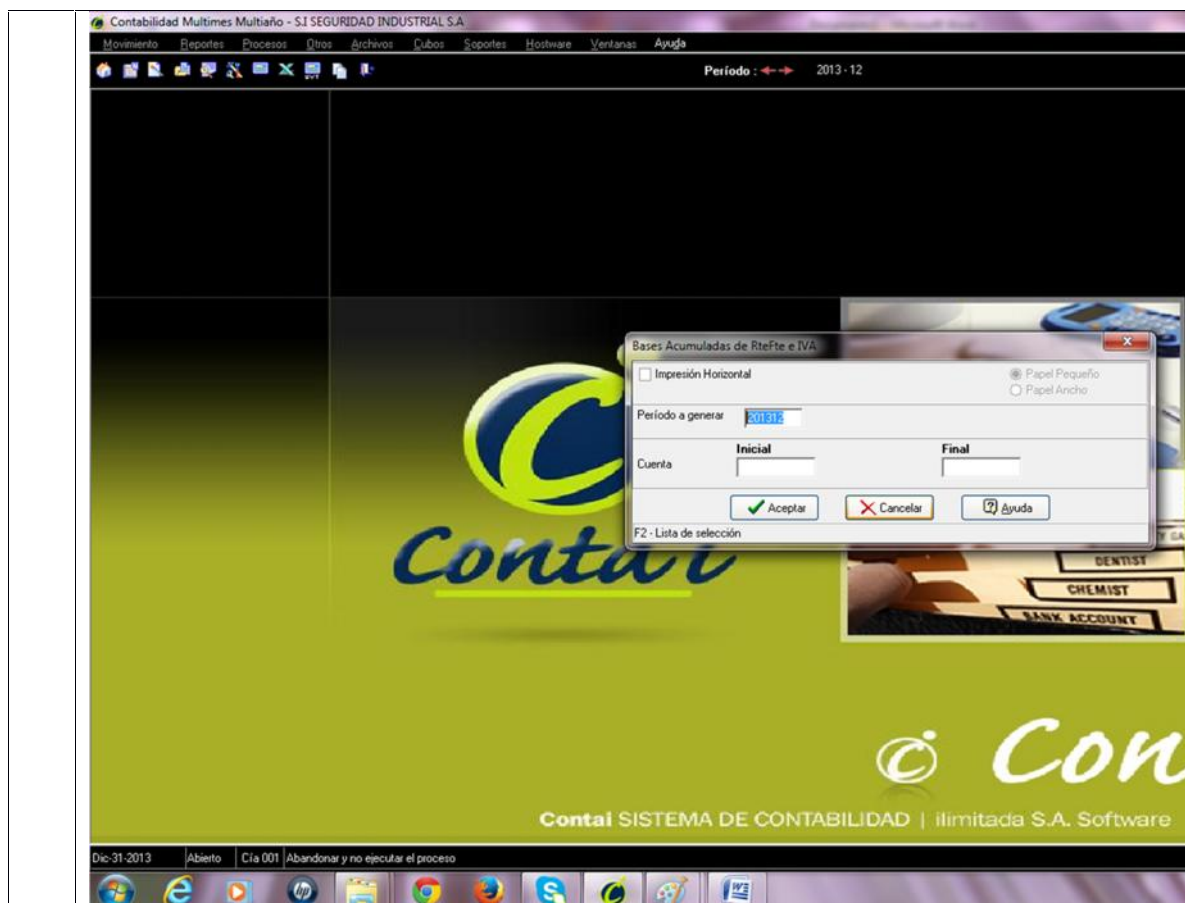 Contabilidad Multimes Multiaño - S.I SEGURIDAD INDUSTRIAL S.A
Movimiento Reportes Procesos Otros Archivos Cubos Soportes Hostware Ventanas Ayuda
Período : 2013 - 12
Bases Acumuladas de RteFte e IVA
Impresión Horizontal
Papel Pequeño
Papel Ancho
Período a generar 201312
Inicial Final
Cuenta
Aceptar Cancelar Ayuda
F2 - Lista de selección
Contai
DENTIST
CHEMIST
BANK ACCOUNT
Con
Contai SISTEMA DE CONTABILIDAD | ilimitada S.A. Software
Dic-31-2013 Abierto Cía 001 Abandonar y no ejecutar el proceso